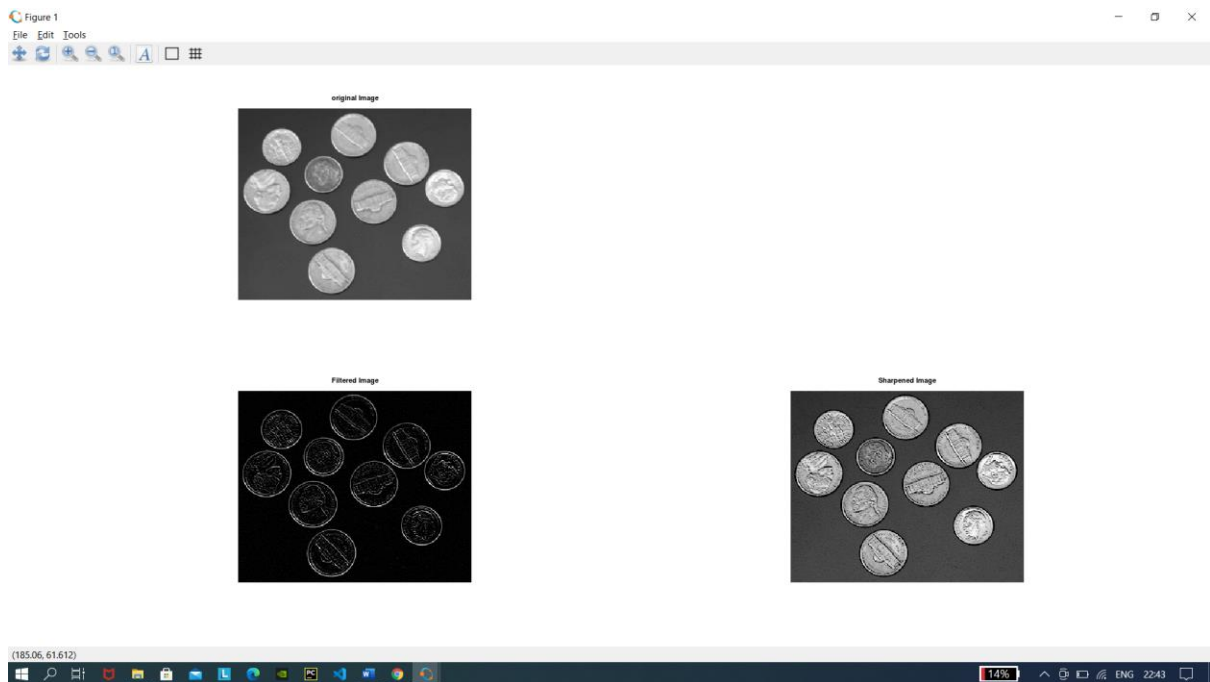 Figure 1
File Edit Tools
A
original Image
Filtered Image
Sharpened Image
(185.06, 61.612)
L PC 14% ENG 22:43